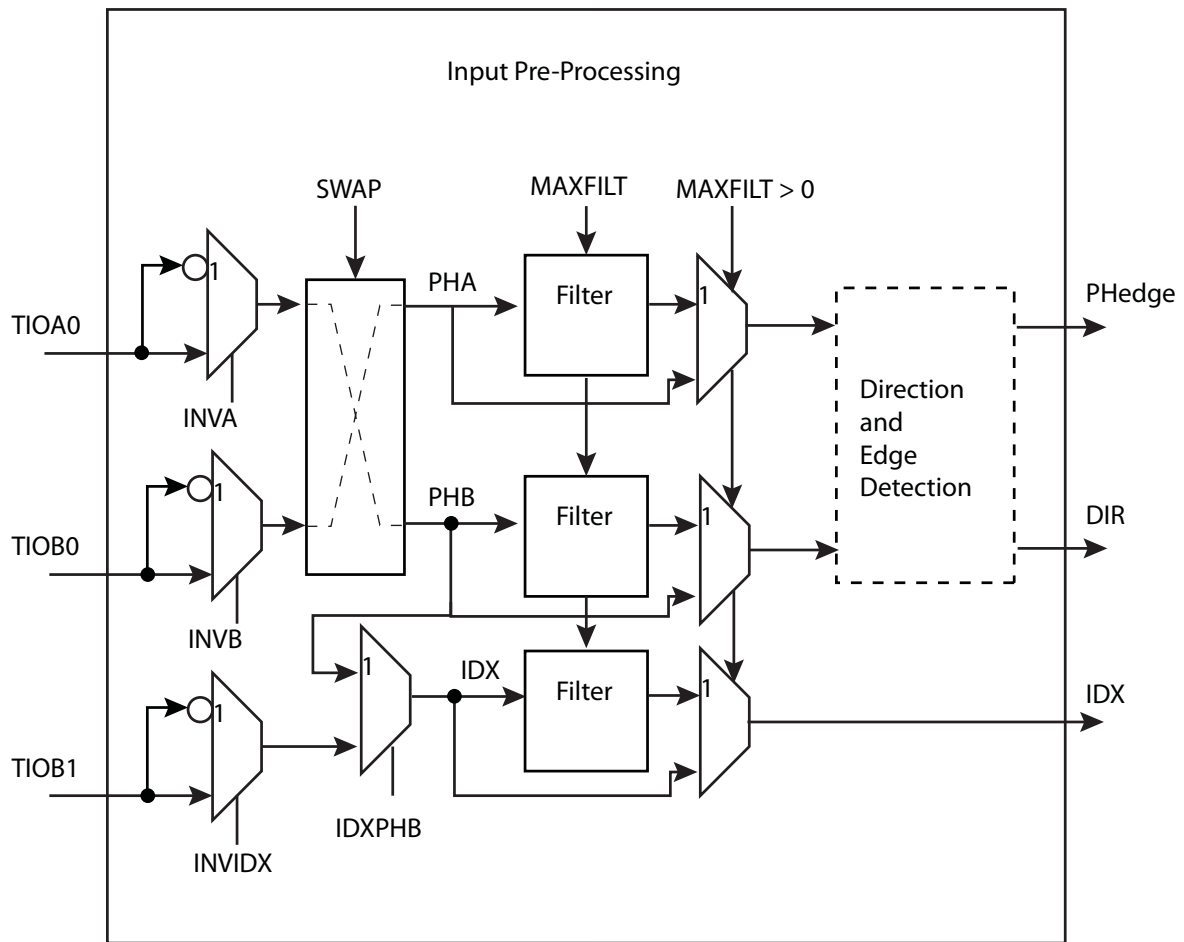 Input Pre-Processing
SWAP
MAXFILT
MAXFILT > 0
1
PHA
Filter
1
PHedge
TIOA0
INVA
Direction
and
Edge
Detection
1
PHB
Filter
1
DIR
TIOB0
INVB
1
IDX
Filter
1
IDX
1
TIOB1
IDXPHB
INVIDX